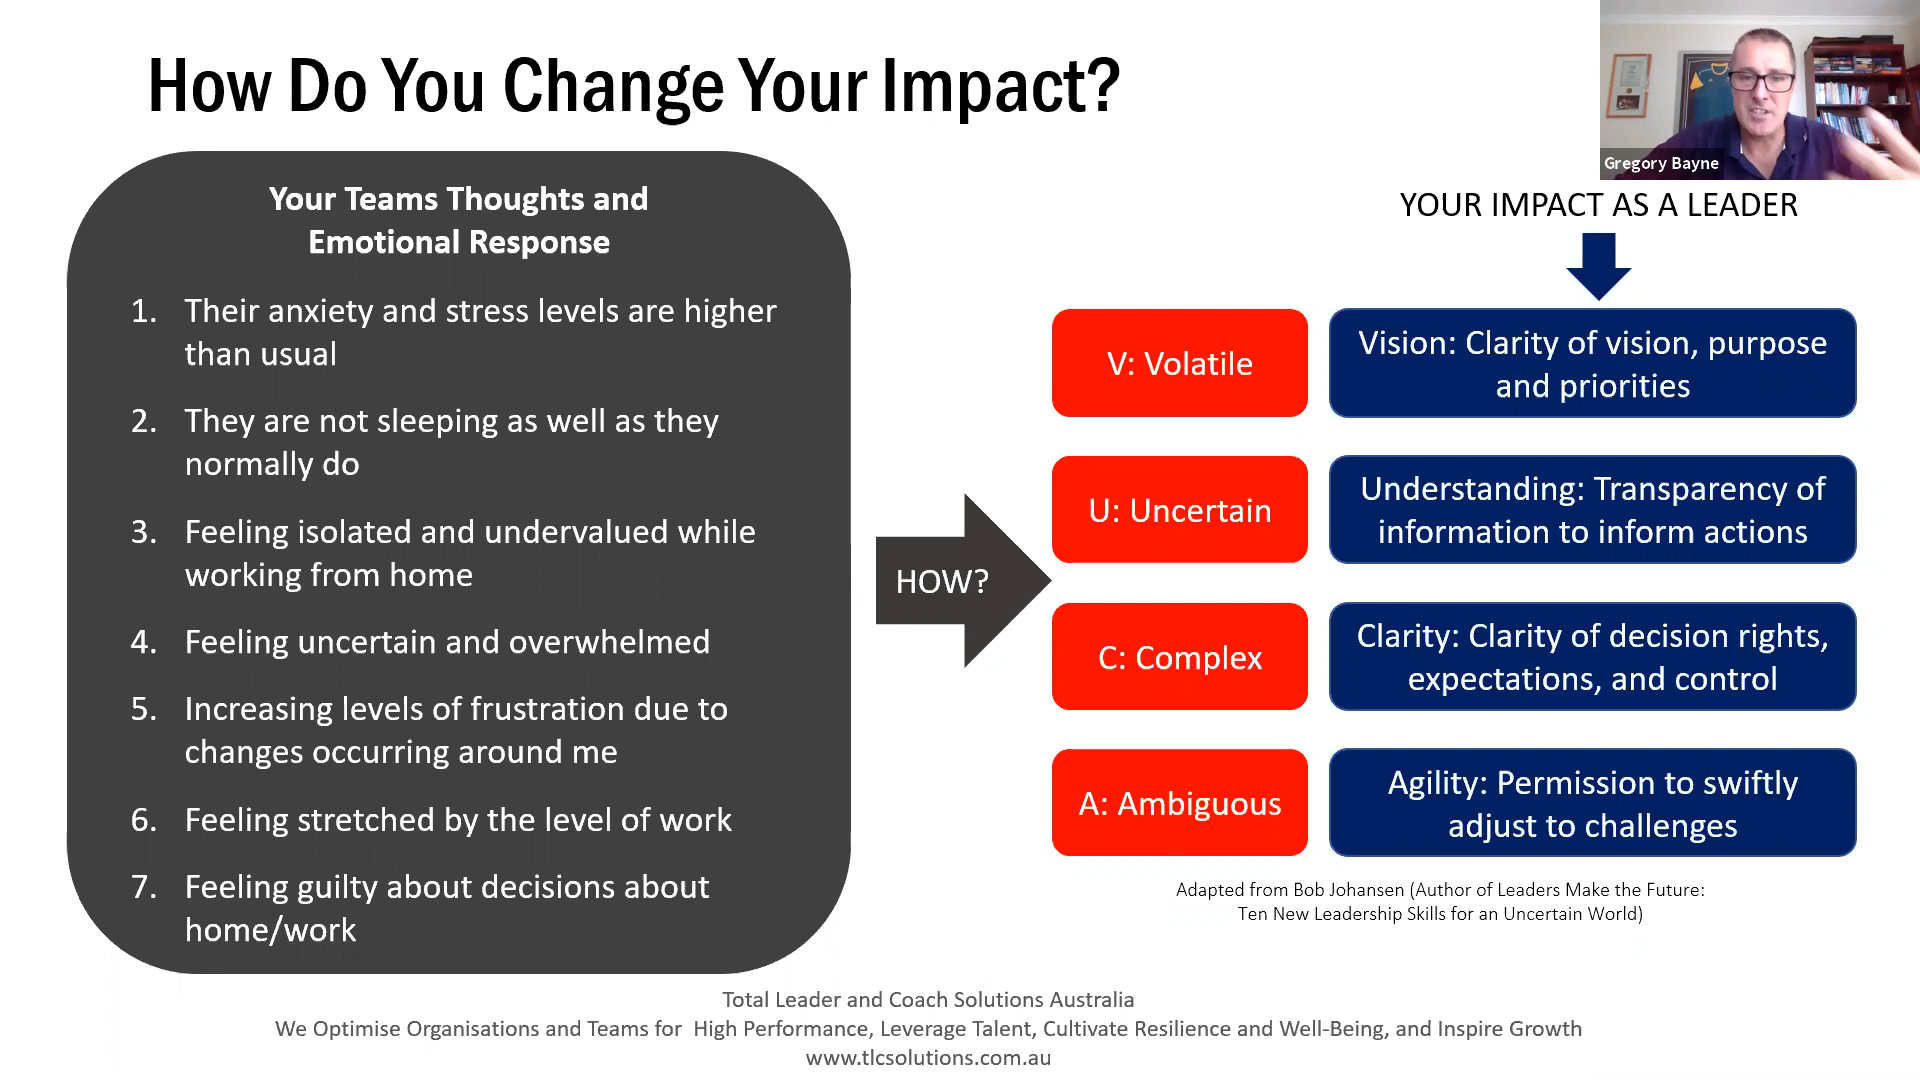 How Do You Change Your Impact?
Gregory Bayne
Your Teams Thoughts and
Emotional Response
1. Their anxiety and stress levels are higher
than usual
2. They are not sleeping as well as they
normally do
3. Feeling isolated and undervalued while
working from home
4. Feeling uncertain and overwhelmed
5. Increasing levels of frustration due to
changes occurring around me
6. Feeling stretched by the level of work
7. Feeling guilty about decisions about
home/work
HOW?
YOUR IMPACT AS A LEADER
V: Volatile
Vision: Clarity of vision, purpose
and priorities
U: Uncertain
Understanding: Transparency of
information to inform actions
C: Complex
Clarity: Clarity of decision rights,
expectations, and control
A: Ambiguous
Agility: Permission to swiftly
adjust to challenges
Adapted from Bob Johansen (Author of Leaders Make the Future:
Ten New Leadership Skills for an Uncertain World)
Total Leader and Coach Solutions Australia
We Optimise Organisations and Teams for  High Performance, Leverage Talent, Cultivate Resilience and Well-Being, and Inspire Growth
www.tlcsolutions.com.au